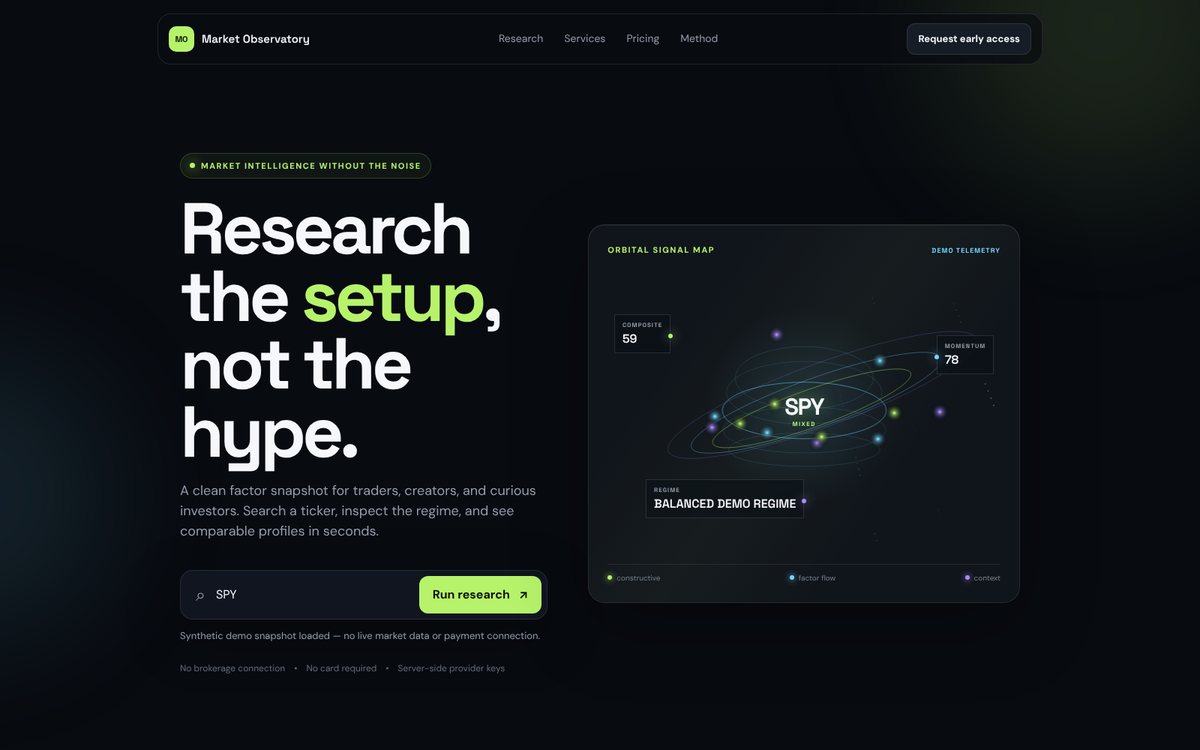 MO Market Observatory
Research Services Pricing Method
Request early access
MARKET INTELLIGENCE WITHOUT THE NOISE
Research
the setup,
not the
hype.
A clean factor snapshot for traders, creators, and curious
investors. Search a ticker, inspect the regime, and see
comparable profiles in seconds.
SPY
Run research ↗
Synthetic demo snapshot loaded — no live market data or payment connection.
No brokerage connection • No card required • Server-side provider keys
ORBITAL SIGNAL MAP
DEMO TELEMETRY
COMPOSITE
59
MOMENTUM
78
SPY
MIXED
REGIME
BALANCED DEMO REGIME
constructive
factor flow
context